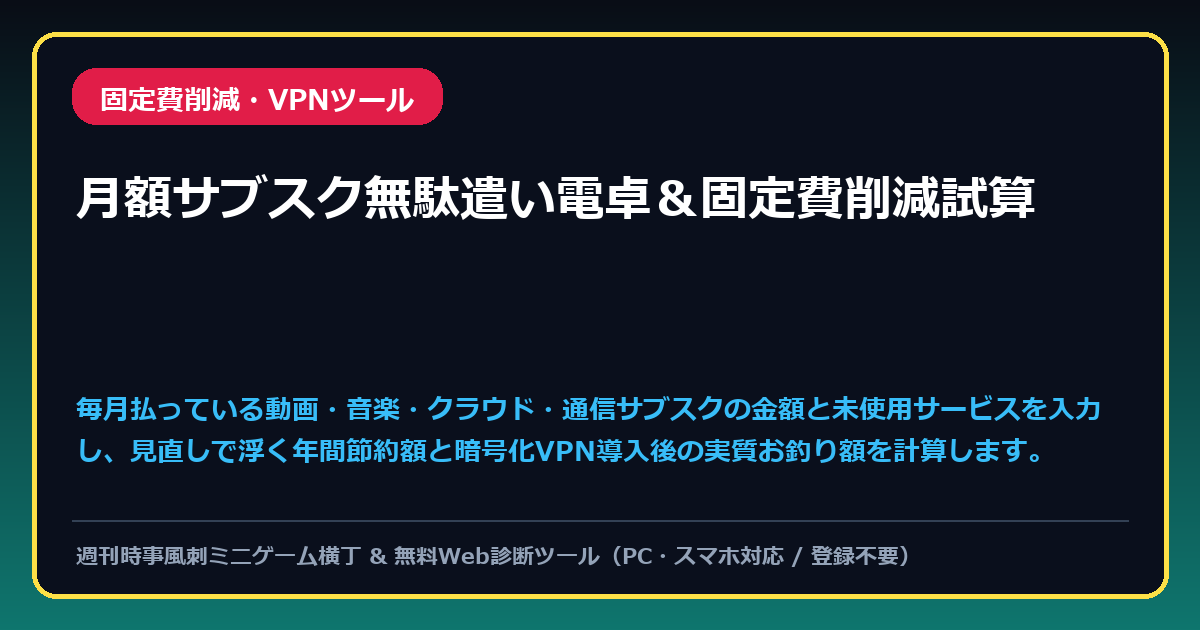 固定費削減・VPNツール
月額サブスク無駄遣い電卓＆固定費削減試算
毎月払っている動画・音楽・クラウド・通信サブスクの金額と未使用サービスを入力
し、見直しで浮く年間節約額と暗号化VPN導入後の実質お釣り額を計算します。
週刊時事風刺ミニゲーム横丁 & 無料Web診断ツール（PC・スマホ対応 / 登録不要）